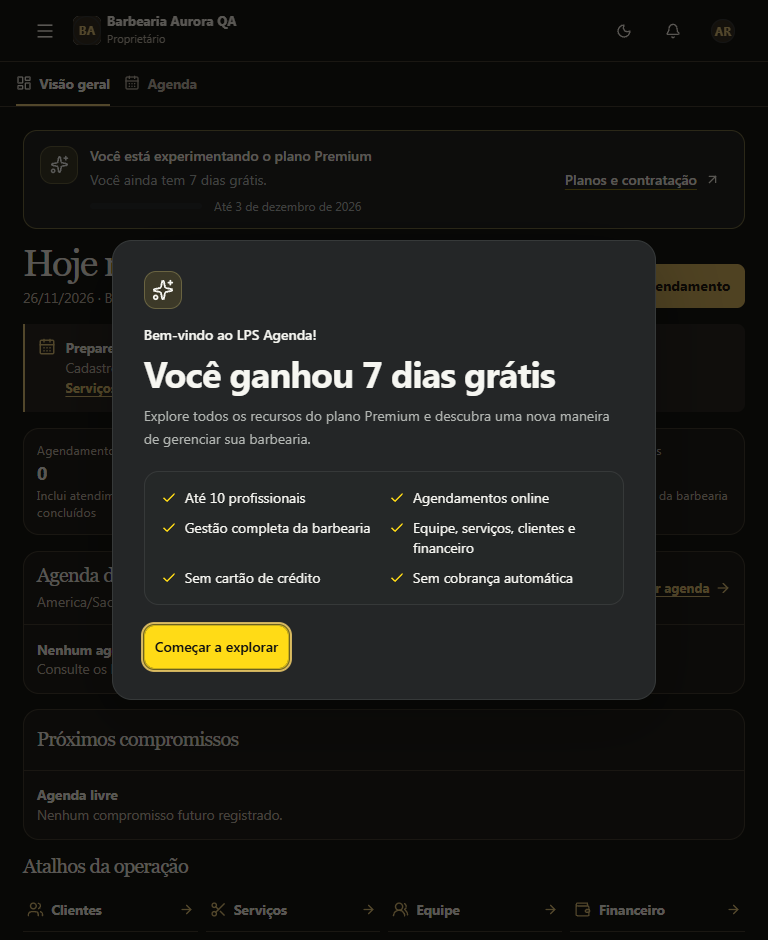 BA
Barbearia Aurora QA
Proprietário
AR
Visão geral
Agenda
Você está experimentando o plano Premium
Você ainda tem 7 dias grátis.
Até 3 de dezembro de 2026
Planos e contratação
Hoje
26/11/2026 · B
endamento
Prepare
Cadastr
Serviços
Bem-vindo ao LPS Agenda!
Você ganhou 7 dias grátis
Explore todos os recursos do plano Premium e descubra uma nova maneira
de gerenciar sua barbearia.
Até 10 profissionais
Agendamentos online
Gestão completa da barbearia
Equipe, serviços, clientes e
financeiro
Sem cartão de crédito
Sem cobrança automática
Começar a explorar
Agendamento
0
Inclui atendim
concluídos
s
da barbearia
Agenda d
America/Sao
r agenda
Nenhum ag
Consulte os
Próximos compromissos
Agenda livre
Nenhum compromisso futuro registrado.
Atalhos da operação
Clientes
Serviços
Equipe
Financeiro